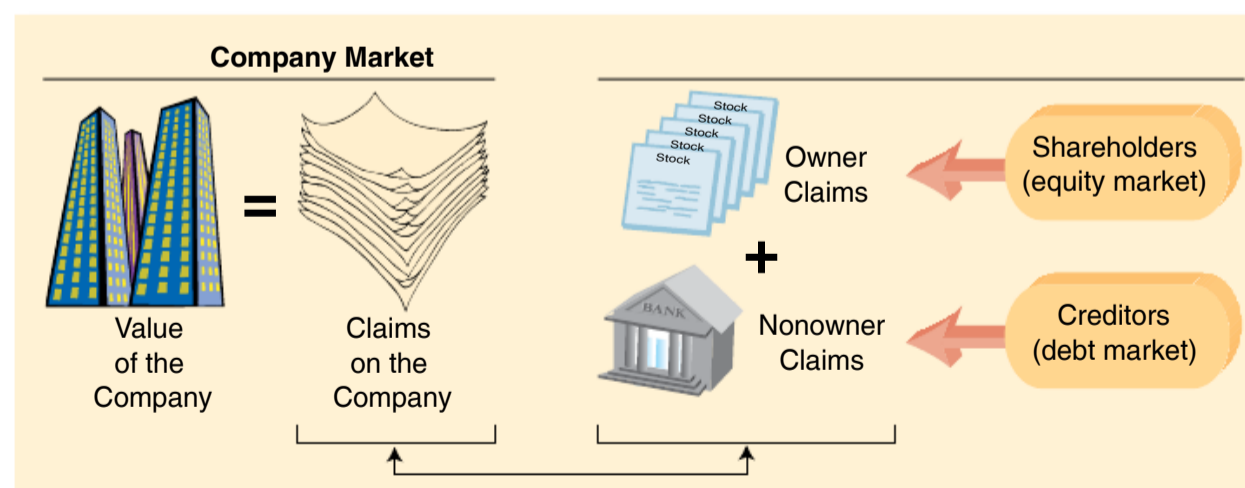 Company Market
Value
of the
Company
=
Claims
on the
Company
Stock
Stock
Stock
Stock
Stock
Owner
Claims
+
BANK
Nonowner
Claims
Shareholders
(equity market)
Creditors
(debt market)